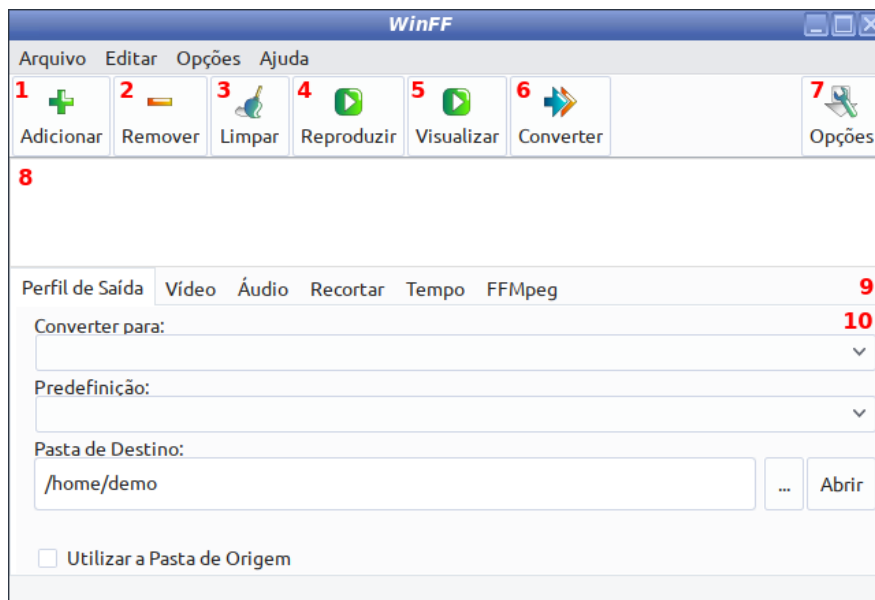 WinFF
Arquivo Editar Opções Ajuda
1 2 3 4 5 6 7
Adicionar Remover Limpar Reproduzir Visualizar Converter Opções
8
Perfil de Saída Vídeo Áudio Recortar Tempo FFMpeg 9
10
Converter para:
Predefinição:
Pasta de Destino:
/home/demo ... Abrir
Utilizar a Pasta de Origem